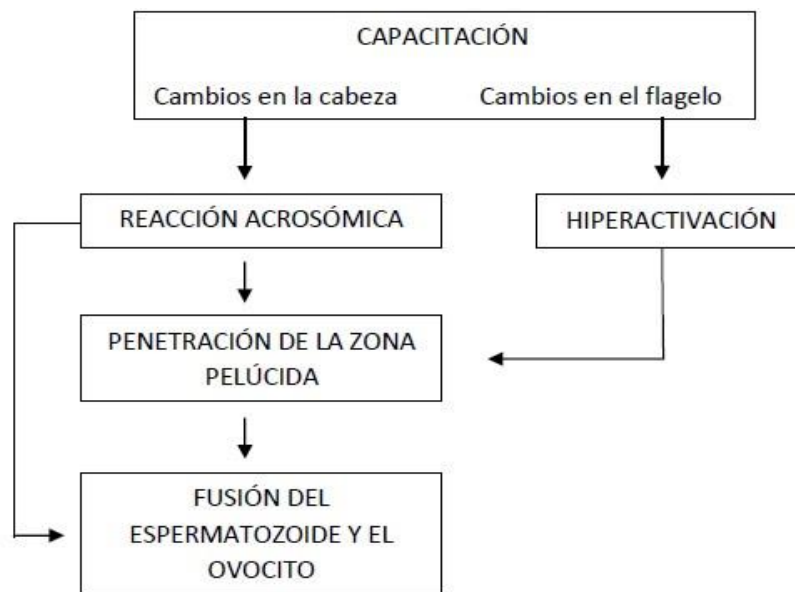 CAPACITACIÓN
Cambios en la cabeza
Cambios en el flagelo
REACCIÓN ACROSÓMICA
HIPERACTIVACIÓN
PENETRACIÓN DE LA ZONA
PELÚCIDA
FUSIÓN DEL
ESPERMATOZOIDE Y EL
OVOCITO